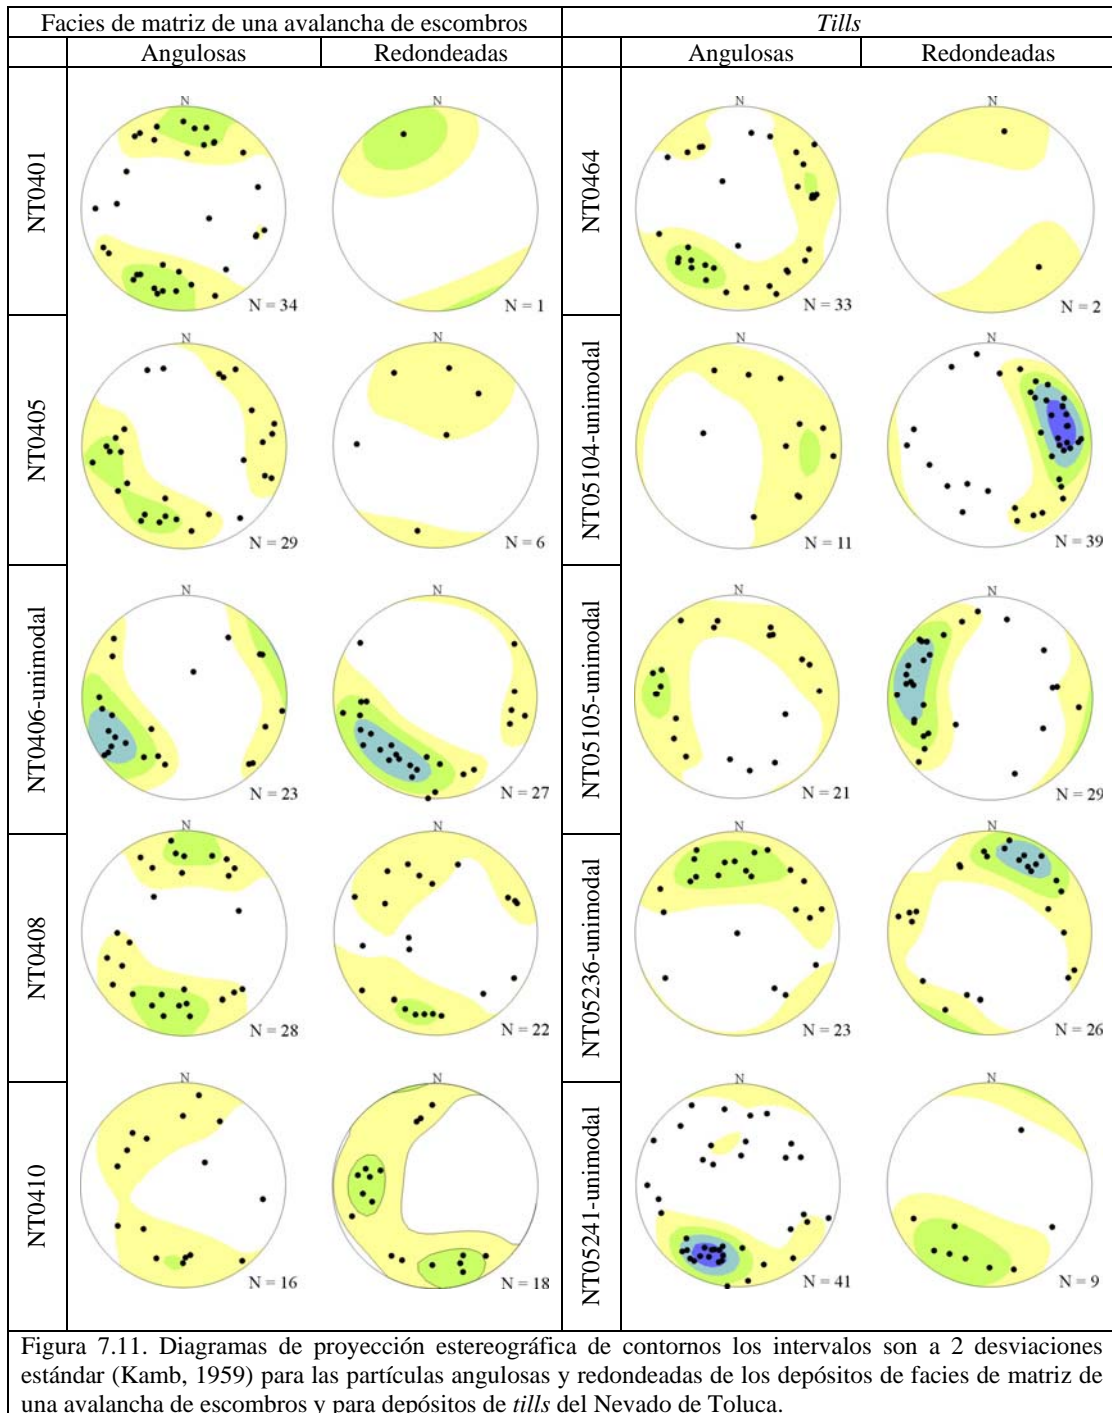 Facies de matriz de una avalancha de escombros
Tills
Angulosas
Redondeadas
Angulosas
Redondeadas
NT0401
N
N = 34
N
N = 1
NT0464
N
N = 33
N
N = 2
NT0405
N
N = 29
N
N = 6
NT05104-unimodal
N
N = 11
N
N = 39
NT0406-unimodal
N
N = 23
N
N = 27
NT05105-unimodal
N
N = 21
N
N = 29
NT0408
N
N = 28
N
N = 22
NT05236-unimodal
N
N = 23
N
N = 26
NT0410
N
N = 16
N
N = 18
NT05241-unimodal
N
N = 41
N
N = 9
Figura 7.11. Diagramas de proyección estereográfica de contornos los intervalos son a 2 desviaciones
estándar (Kamb, 1959) para las partículas angulosas y redondeadas de los depósitos de facies de matriz de
una avalancha de escombros y para depósitos de tills del Nevado de Toluca.